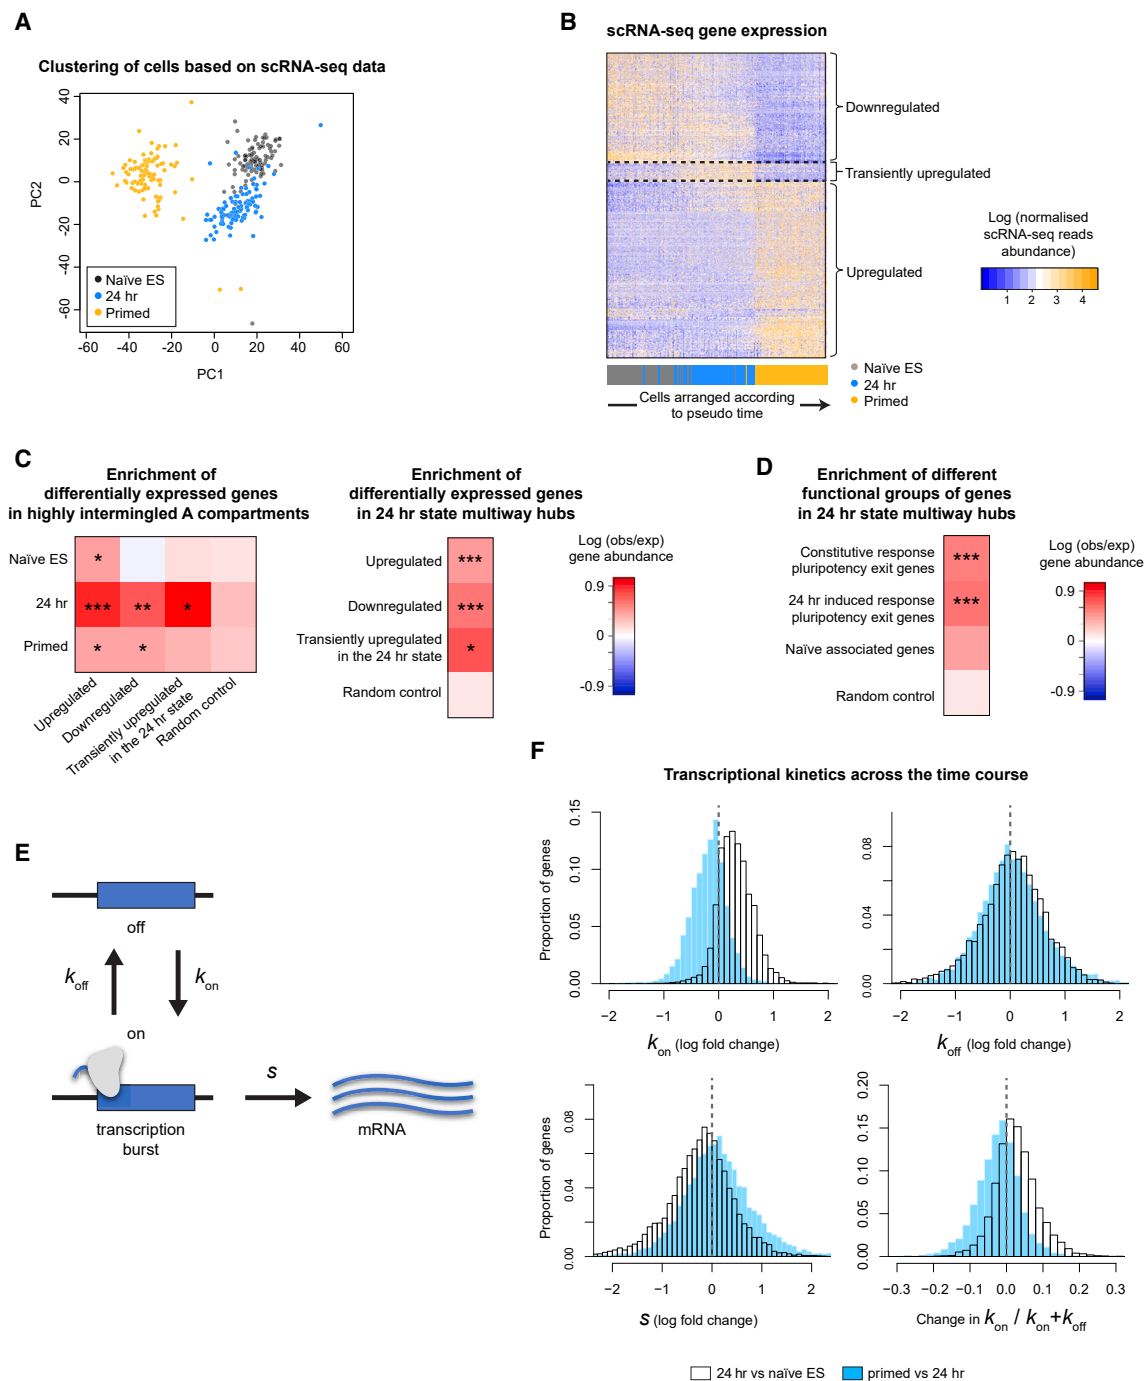 A
Clustering of cells based on scRNA-seq data
40
20
0
-20
-40
-60
PC2
Naïve ES
24 hr
Primed
-60
-40
-20
0
20
40
60
PC1
B
scRNA-seq gene expression
Downregulated
Transiently upregulated
Upregulated
Log (normalised
scRNA-seq reads
abundance)
1 2 3 4
Naïve ES
24 hr
Primed
Cells arranged according
to pseudo time
C
Enrichment of
differentially expressed genes
in highly intermingled A compartments
Naïve ES
*
24 hr
*** ** *
Primed
* *
Upregulated
Downregulated
Transiently upregulated
in the 24 hr state
Random control
Enrichment of
differentially expressed genes
in 24 hr state multiway hubs
Upregulated
***
Downregulated
***
Transiently upregulated
in the 24 hr state
*
Random control
Log (obs/exp)
gene abundance
0.9
0
-0.9
D
Enrichment of different
functional groups of genes
in 24 hr state multiway hubs
Constitutive response
pluripotency exit genes
***
24 hr induced response
pluripotency exit genes
***
Naïve associated genes
Random control
Log (obs/exp)
gene abundance
0.9
0
-0.9
E
off
koff
kon
on
s
transcription
burst
mRNA
F
Transcriptional kinetics across the time course
Proportion of genes
0.15
0.10
0.05
0.00
−2 −1 0 1 2
kon (log fold change)
0.08
0.04
0.00
−2 −1 0 1 2
koff (log fold change)
Proportion of genes
0.08
0.04
0.00
−2 −1 0 1 2
s (log fold change)
0.20
0.15
0.10
0.05
0.00
−0.3 −0.2 −0.1 0.0 0.1 0.2 0.3
Change in kon / kon+koff
24 hr vs naïve ES
primed vs 24 hr